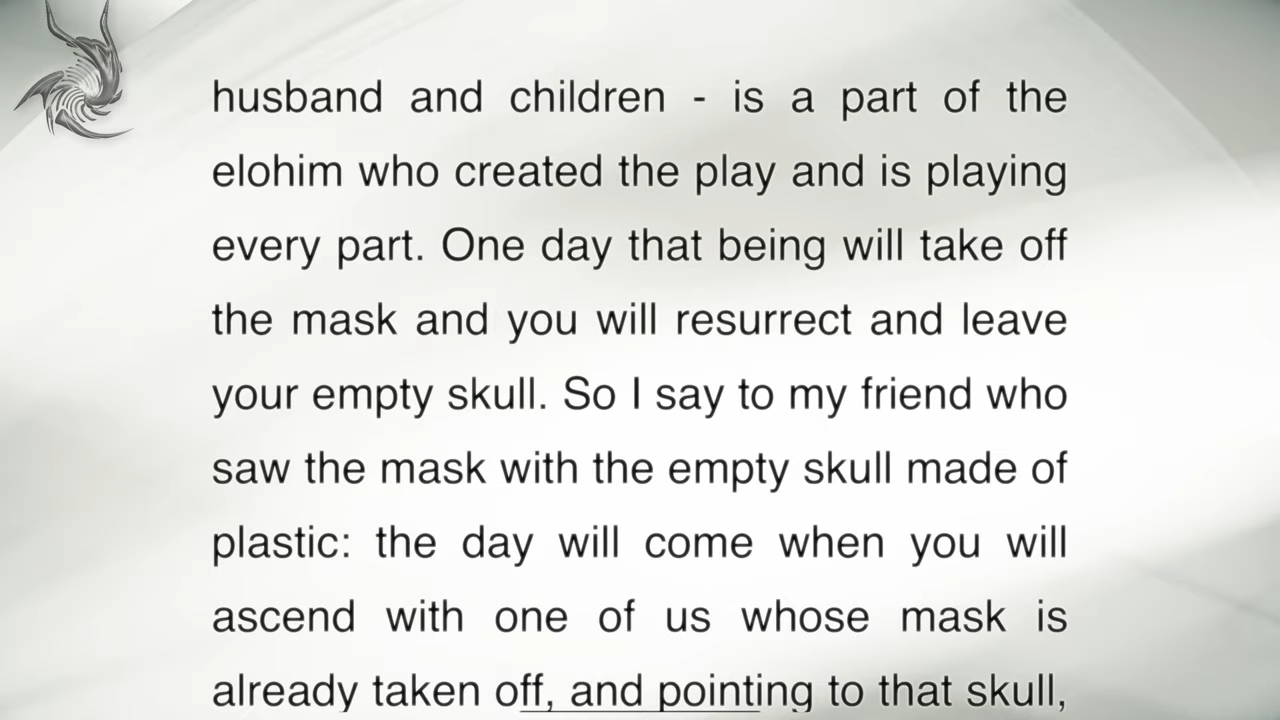 husband and children - is a part of the
elohim who created the play and is playing
every part. One day that being will take off
the mask and you will resurrect and leave
your empty skull. So I say to my friend who
saw the mask with the empty skull made of
plastic: the day will come when you will
ascend with one of us whose mask is
already taken off, and pointing to that skull,